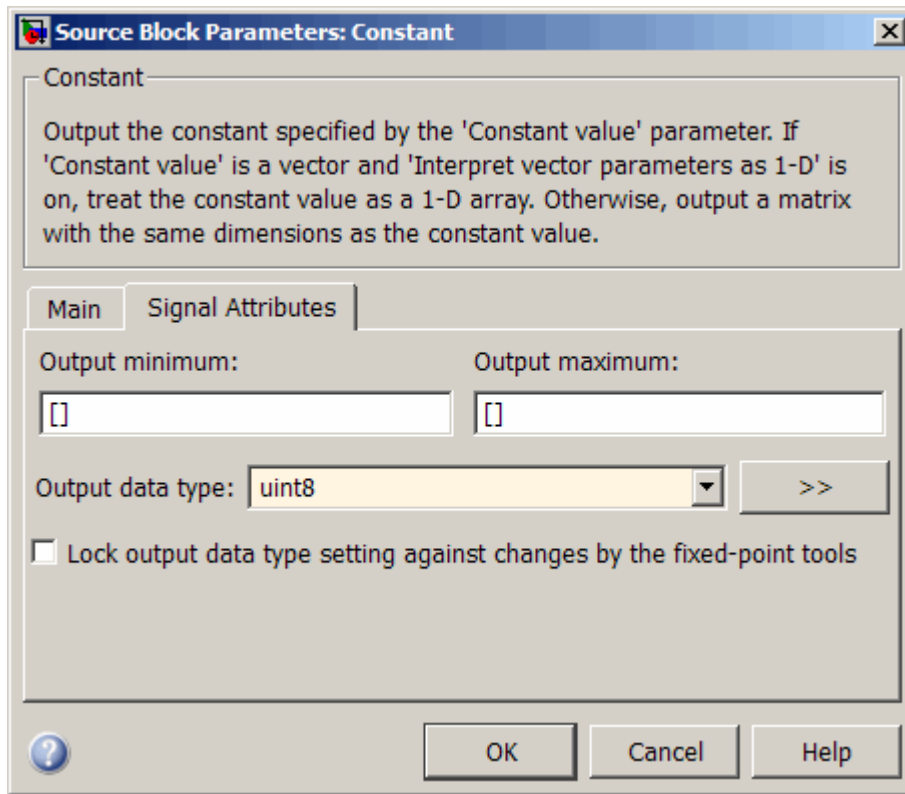 Source Block Parameters: Constant
Constant
Output the constant specified by the 'Constant value' parameter. If
'Constant value' is a vector and 'Interpret vector parameters as 1-D' is
on, treat the constant value as a 1-D array. Otherwise, output a matrix
with the same dimensions as the constant value.
Main Signal Attributes
Output minimum: Output maximum:
[] []
Output data type: uint8 >>
Lock output data type setting against changes by the fixed-point tools
? OK Cancel Help